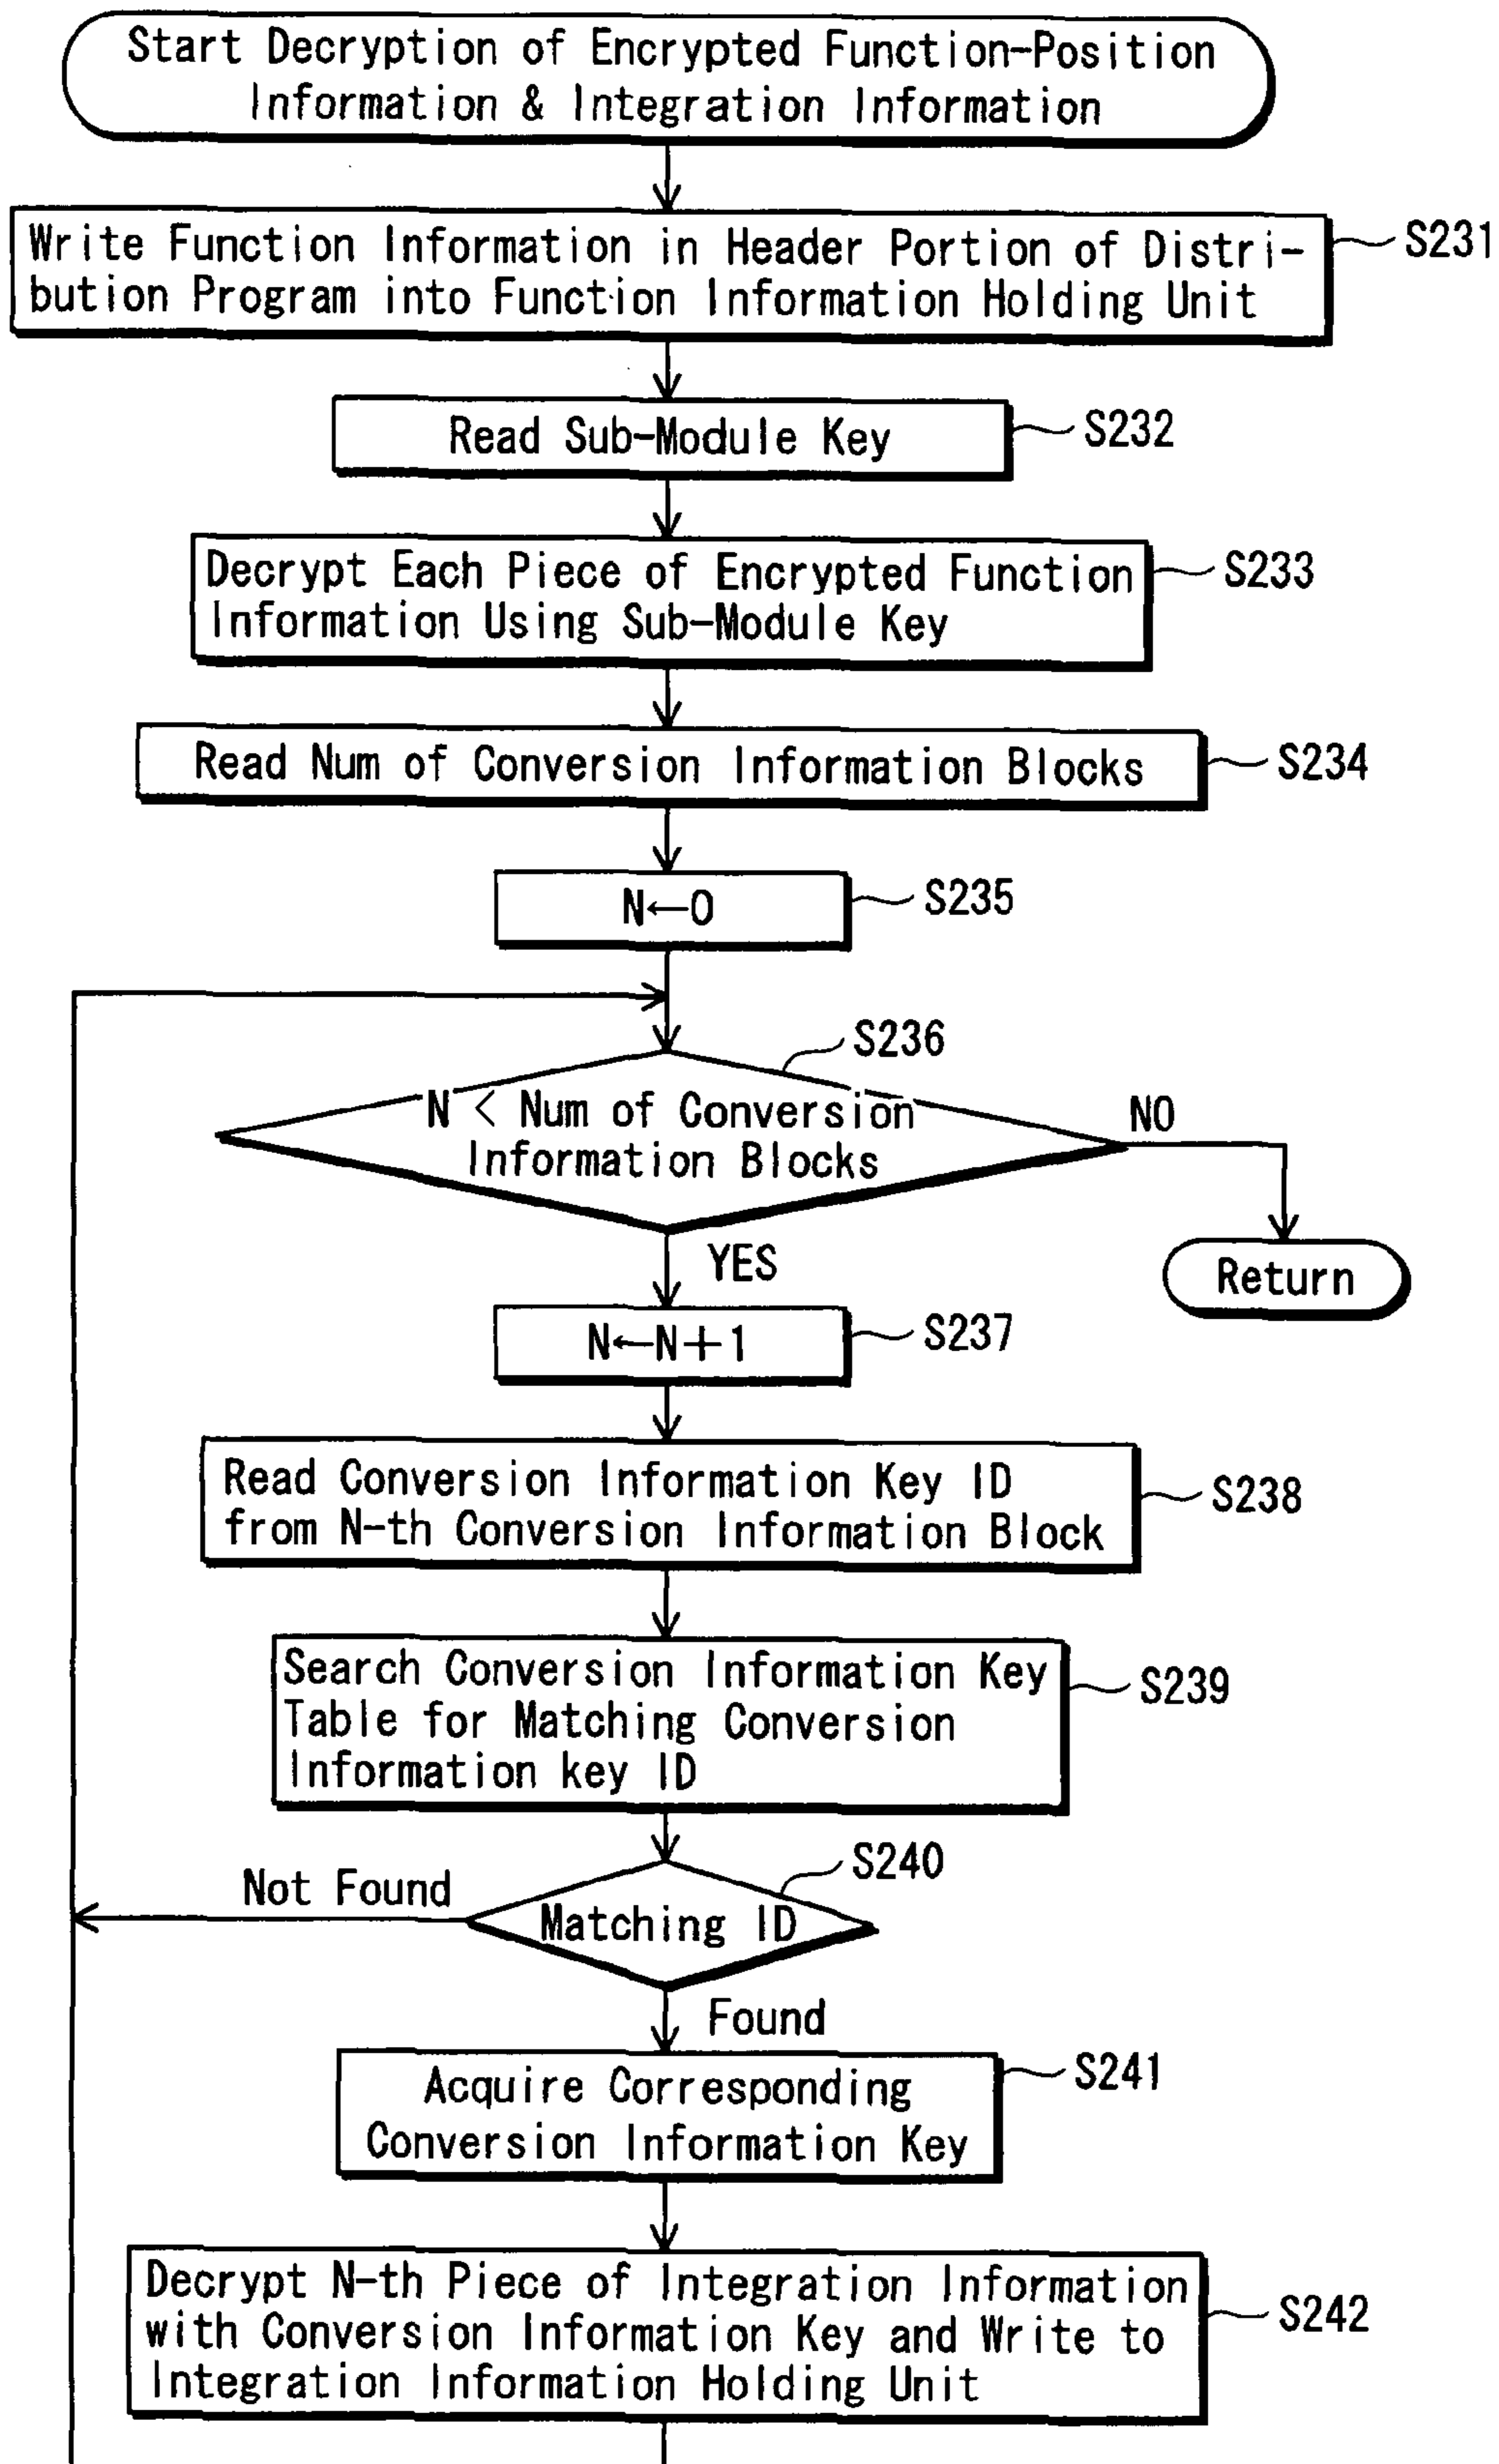 Start Decryption of Encrypted Function-Position
Information & Integration Information
Write Function Information in Header Portion of Distri-
bution Program into Function Information Holding Unit
S231
Read Sub-Module Key
S232
Decrypt Each Piece of Encrypted Function
Information Using Sub-Module Key
S233
Read Num of Conversion Information Blocks
S234
N←0
S235
S236
N < Num of Conversion
Information Blocks
NO
YES
Return
N←N+1
S237
Read Conversion Information Key ID
from N-th Conversion Information Block
S238
Search Conversion Information Key
Table for Matching Conversion
Information key ID
S239
S240
Not Found
Matching ID
Found
Acquire Corresponding
Conversion Information Key
S241
Decrypt N-th Piece of Integration Information
with Conversion Information Key and Write to
Integration Information Holding Unit
S242